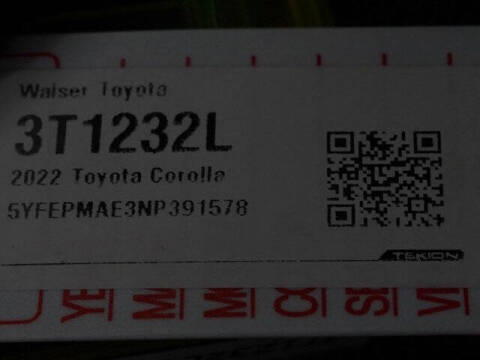 Walser Toyota
3T1232L
2022 Toyota Corolla
5YFEPMAE3NP391578
TEKION